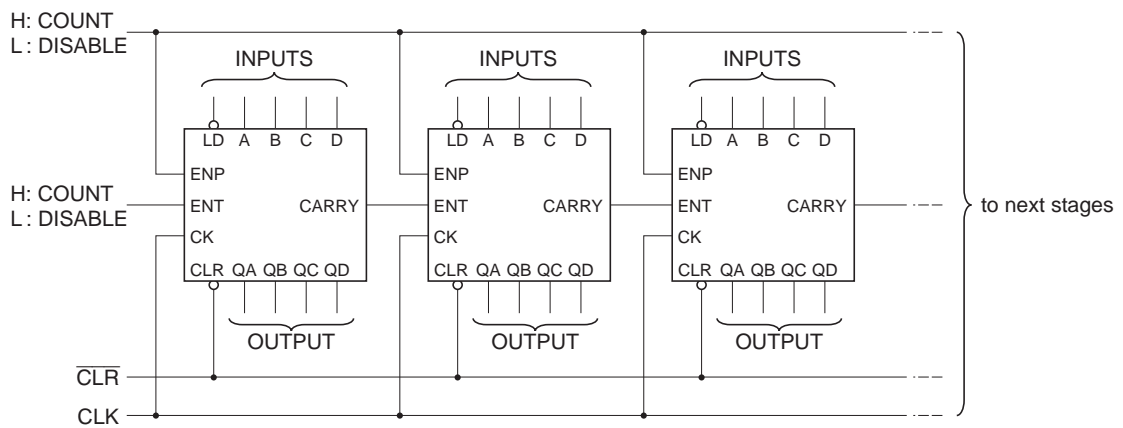 H: COUNT
L : DISABLE
INPUTS INPUTS INPUTS
LD A B C D LD A B C D LD A B C D
ENP ENP ENP
H: COUNT
L : DISABLE
ENT CARRY ENT CARRY ENT CARRY
to next stages
CK CK CK
CLR QA QB QC QD CLR QA QB QC QD CLR QA QB QC QD
OUTPUT OUTPUT OUTPUT
C̅L̅R̅
CLK